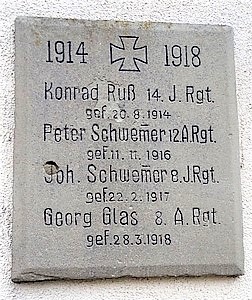 1914 1918
Konrad Ruß 14. J. Rgt.
gef. 20. 8. 1914
Peter Schwemer 12 A. Rgt.
gef. 11. 11. 1916
Joh. Schwemer 8. J. Rgt.
gef. 22. 2. 1917
Georg Glas 8. A. Rgt.
gef. 28. 3. 1918